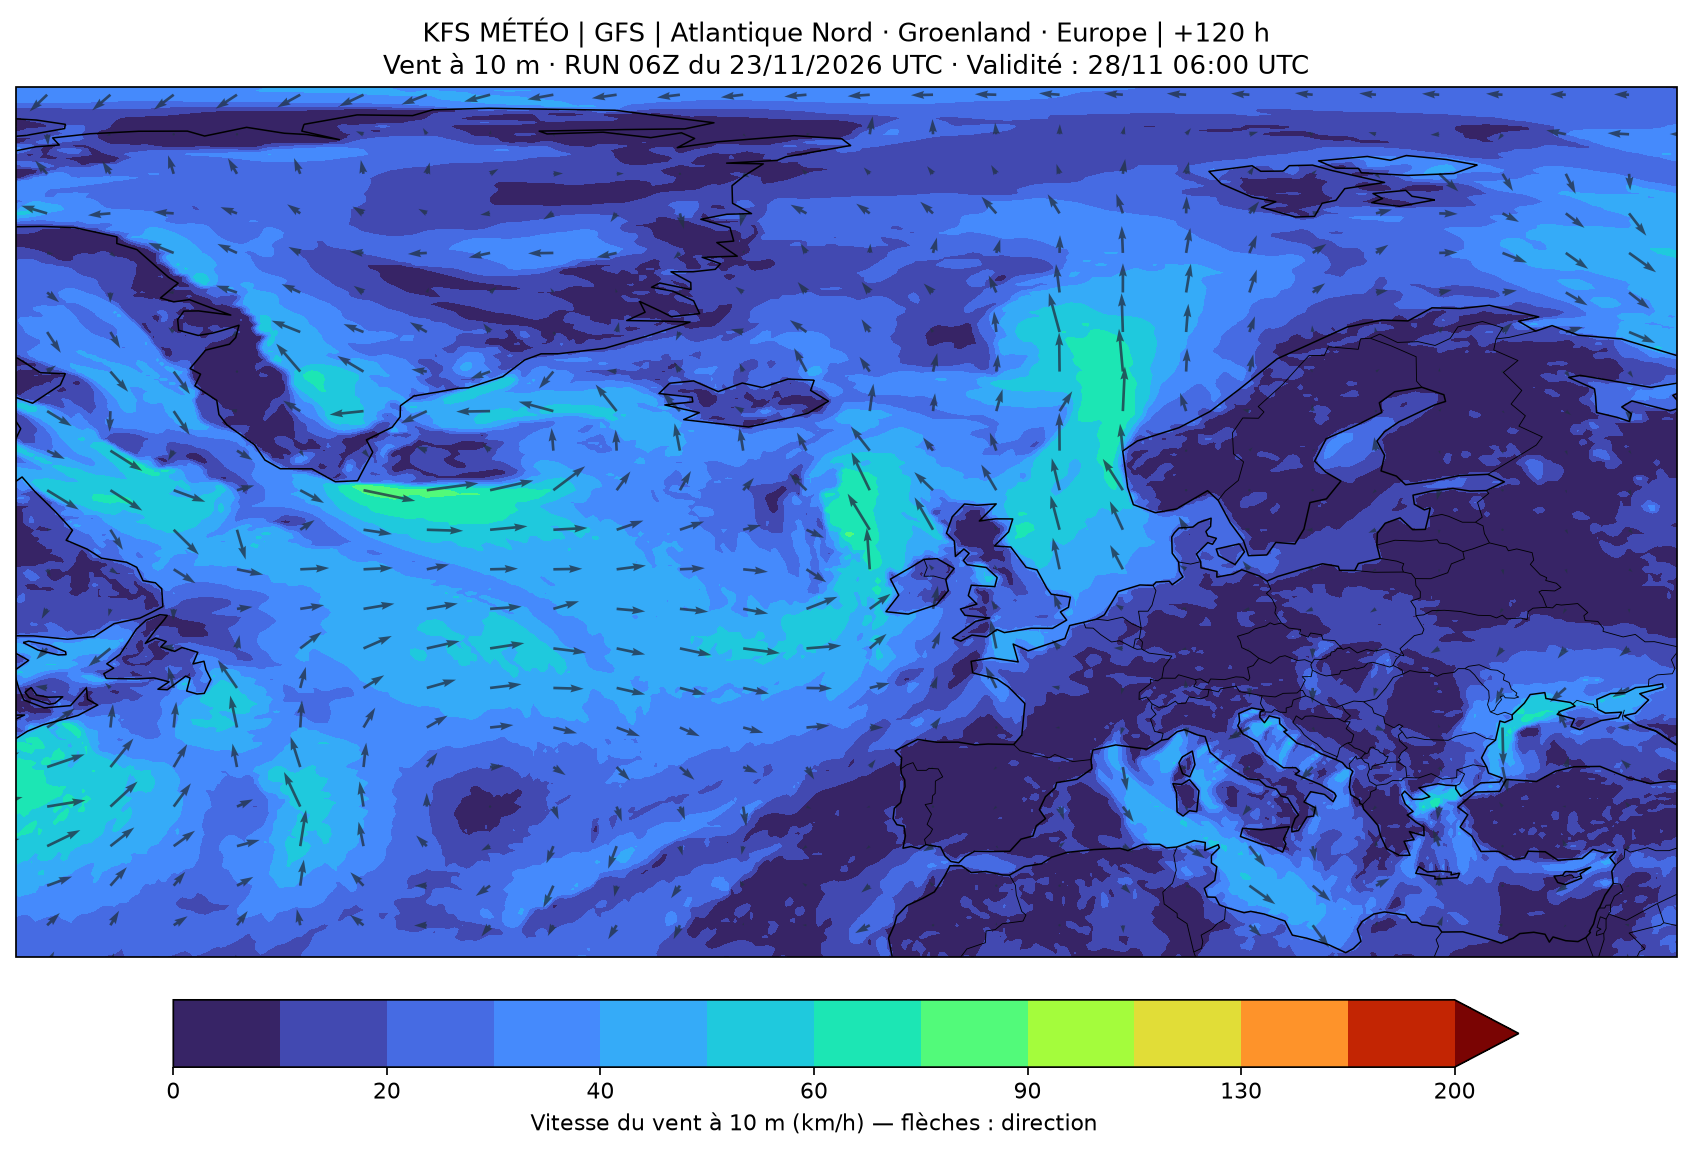 KFS MÉTÉO | GFS | Atlantique Nord · Groenland · Europe | +120 h
Vent à 10 m · RUN 06Z du 23/11/2026 UTC · Validité : 28/11 06:00 UTC
0 20 40 60 90 130 200
Vitesse du vent à 10 m (km/h) — flèches : direction